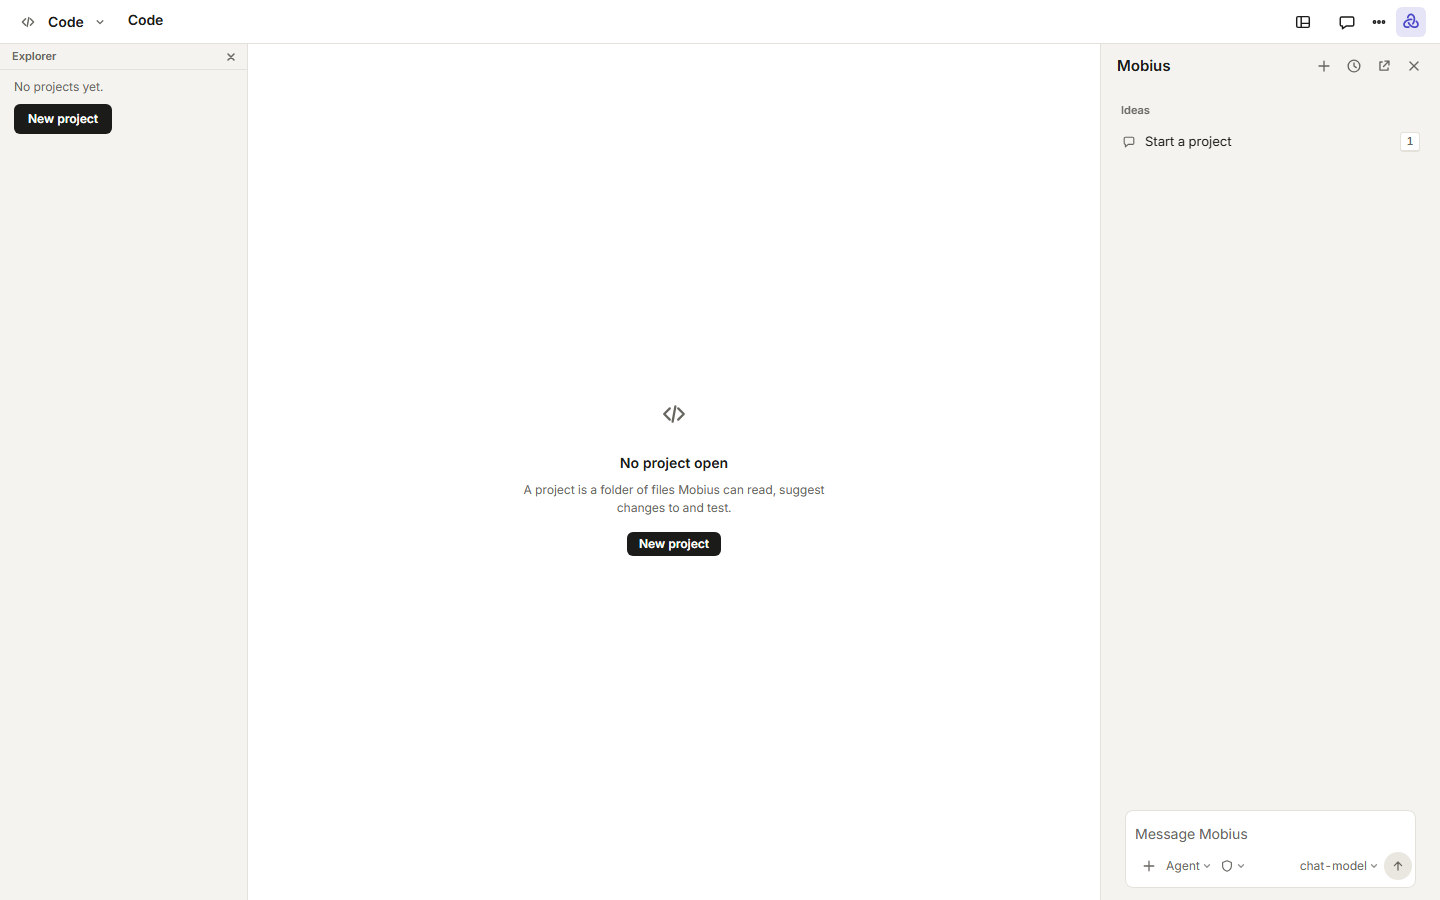 Code
Code
Explorer
No projects yet.
New project
No project open
A project is a folder of files Mobius can read, suggest
changes to and test.
New project
Mobius
Ideas
Start a project
1
Message Mobius
Agent
chat-model